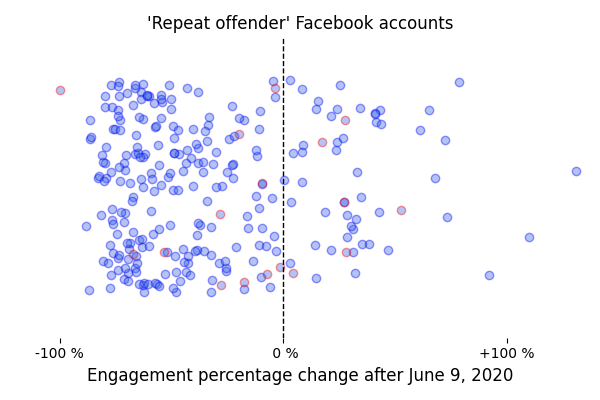 'Repeat offender' Facebook accounts
-100 %
0 %
+100 %
Engagement percentage change after June 9, 2020